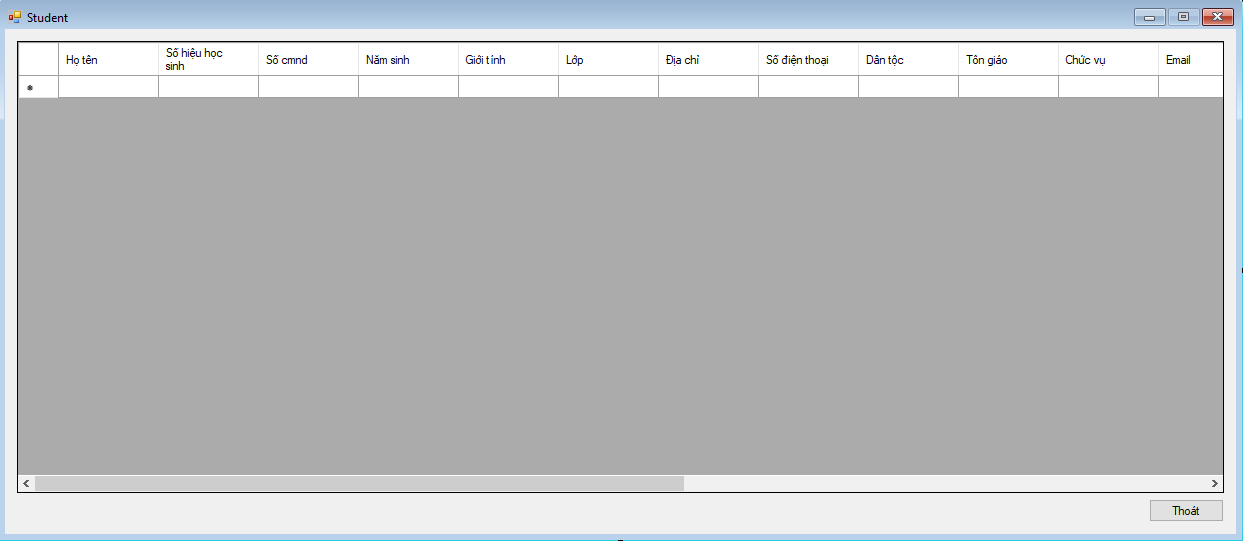 Student
Họ tên
Số hiệu học
sinh
Số cmnd
Năm sinh
Giới tính
Lớp
Địa chỉ
Số điện thoại
Dân tộc
Tôn giáo
Chức vụ
Email
Thoát